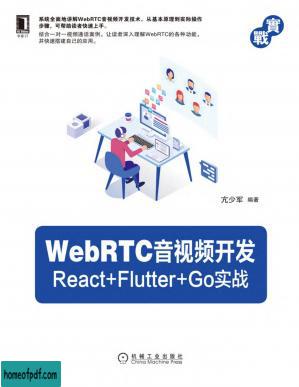 系统全面地讲解WebRTC音视频开发技术，从基本原理到实际操作
步骤，可帮助读者快速上手。
结合一对一视频通话案例，让读者深入理解WebRTC的各种功能，
并快速搭建自己的应用。
實
戰
亢少军 编著
WebRTC音视频开发
React+Flutter+Go实战
机械工业出版社
China Machine Press
homeofpdf.com
homeofpdf.com